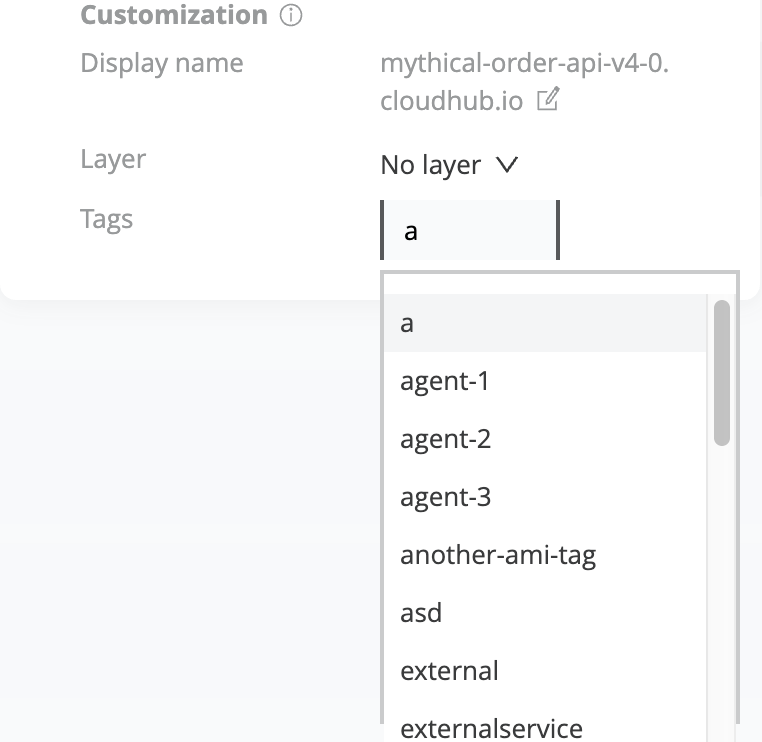 Customization
Display name
mythical-order-api-v4-0.
cloudhub.io
Layer
No layer
Tags
a
a
agent-1
agent-2
agent-3
another-ami-tag
asd
external
externalservice